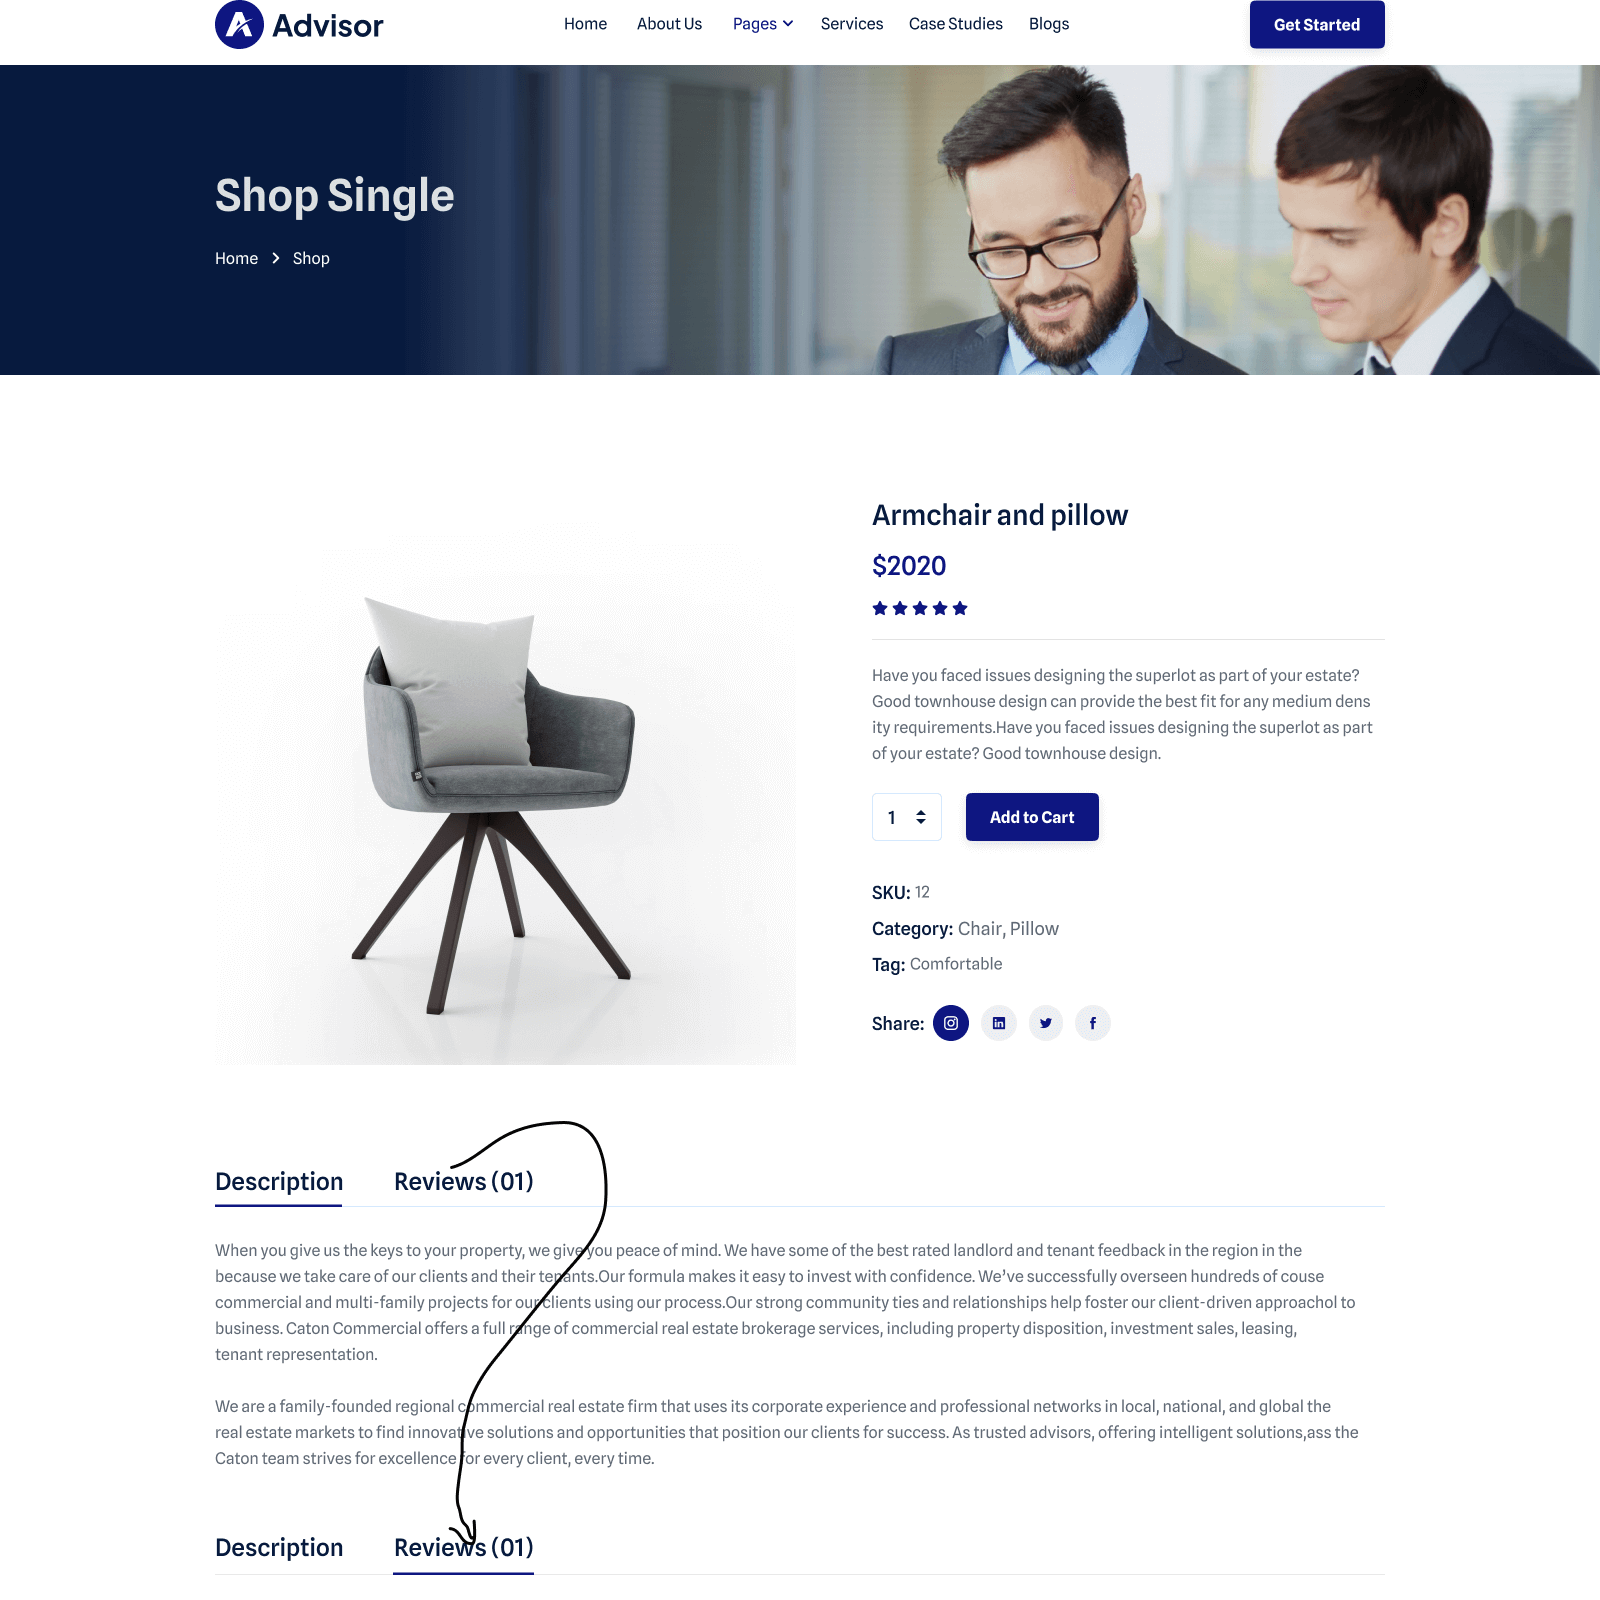 Advisor
Home About Us Pages Services Case Studies Blogs
Get Started
Shop Single
Home Shop
Armchair and pillow
$2020
Have you faced issues designing the superlot as part of your estate?
Good townhouse design can provide the best fit for any medium dens
ity requirements.Have you faced issues designing the superlot as part
of your estate? Good townhouse design.
1
Add to Cart
SKU: 12
Category: Chair, Pillow
Tag: Comfortable
Share:
Description Reviews (01)
When you give us the keys to your property, we give you peace of mind. We have some of the best rated landlord and tenant feedback in the region in the
because we take care of our clients and their tenants.Our formula makes it easy to invest with confidence. We’ve successfully overseen hundreds of couse
commercial and multi-family projects for our clients using our process.Our strong community ties and relationships help foster our client-driven approachol to
business. Caton Commercial offers a full range of commercial real estate brokerage services, including property disposition, investment sales, leasing,
tenant representation.
We are a family-founded regional commercial real estate firm that uses its corporate experience and professional networks in local, national, and global the
real estate markets to find innovative solutions and opportunities that position our clients for success. As trusted advisors, offering intelligent solutions,ass the
Caton team strives for excellence for every client, every time.
Description Reviews (01)